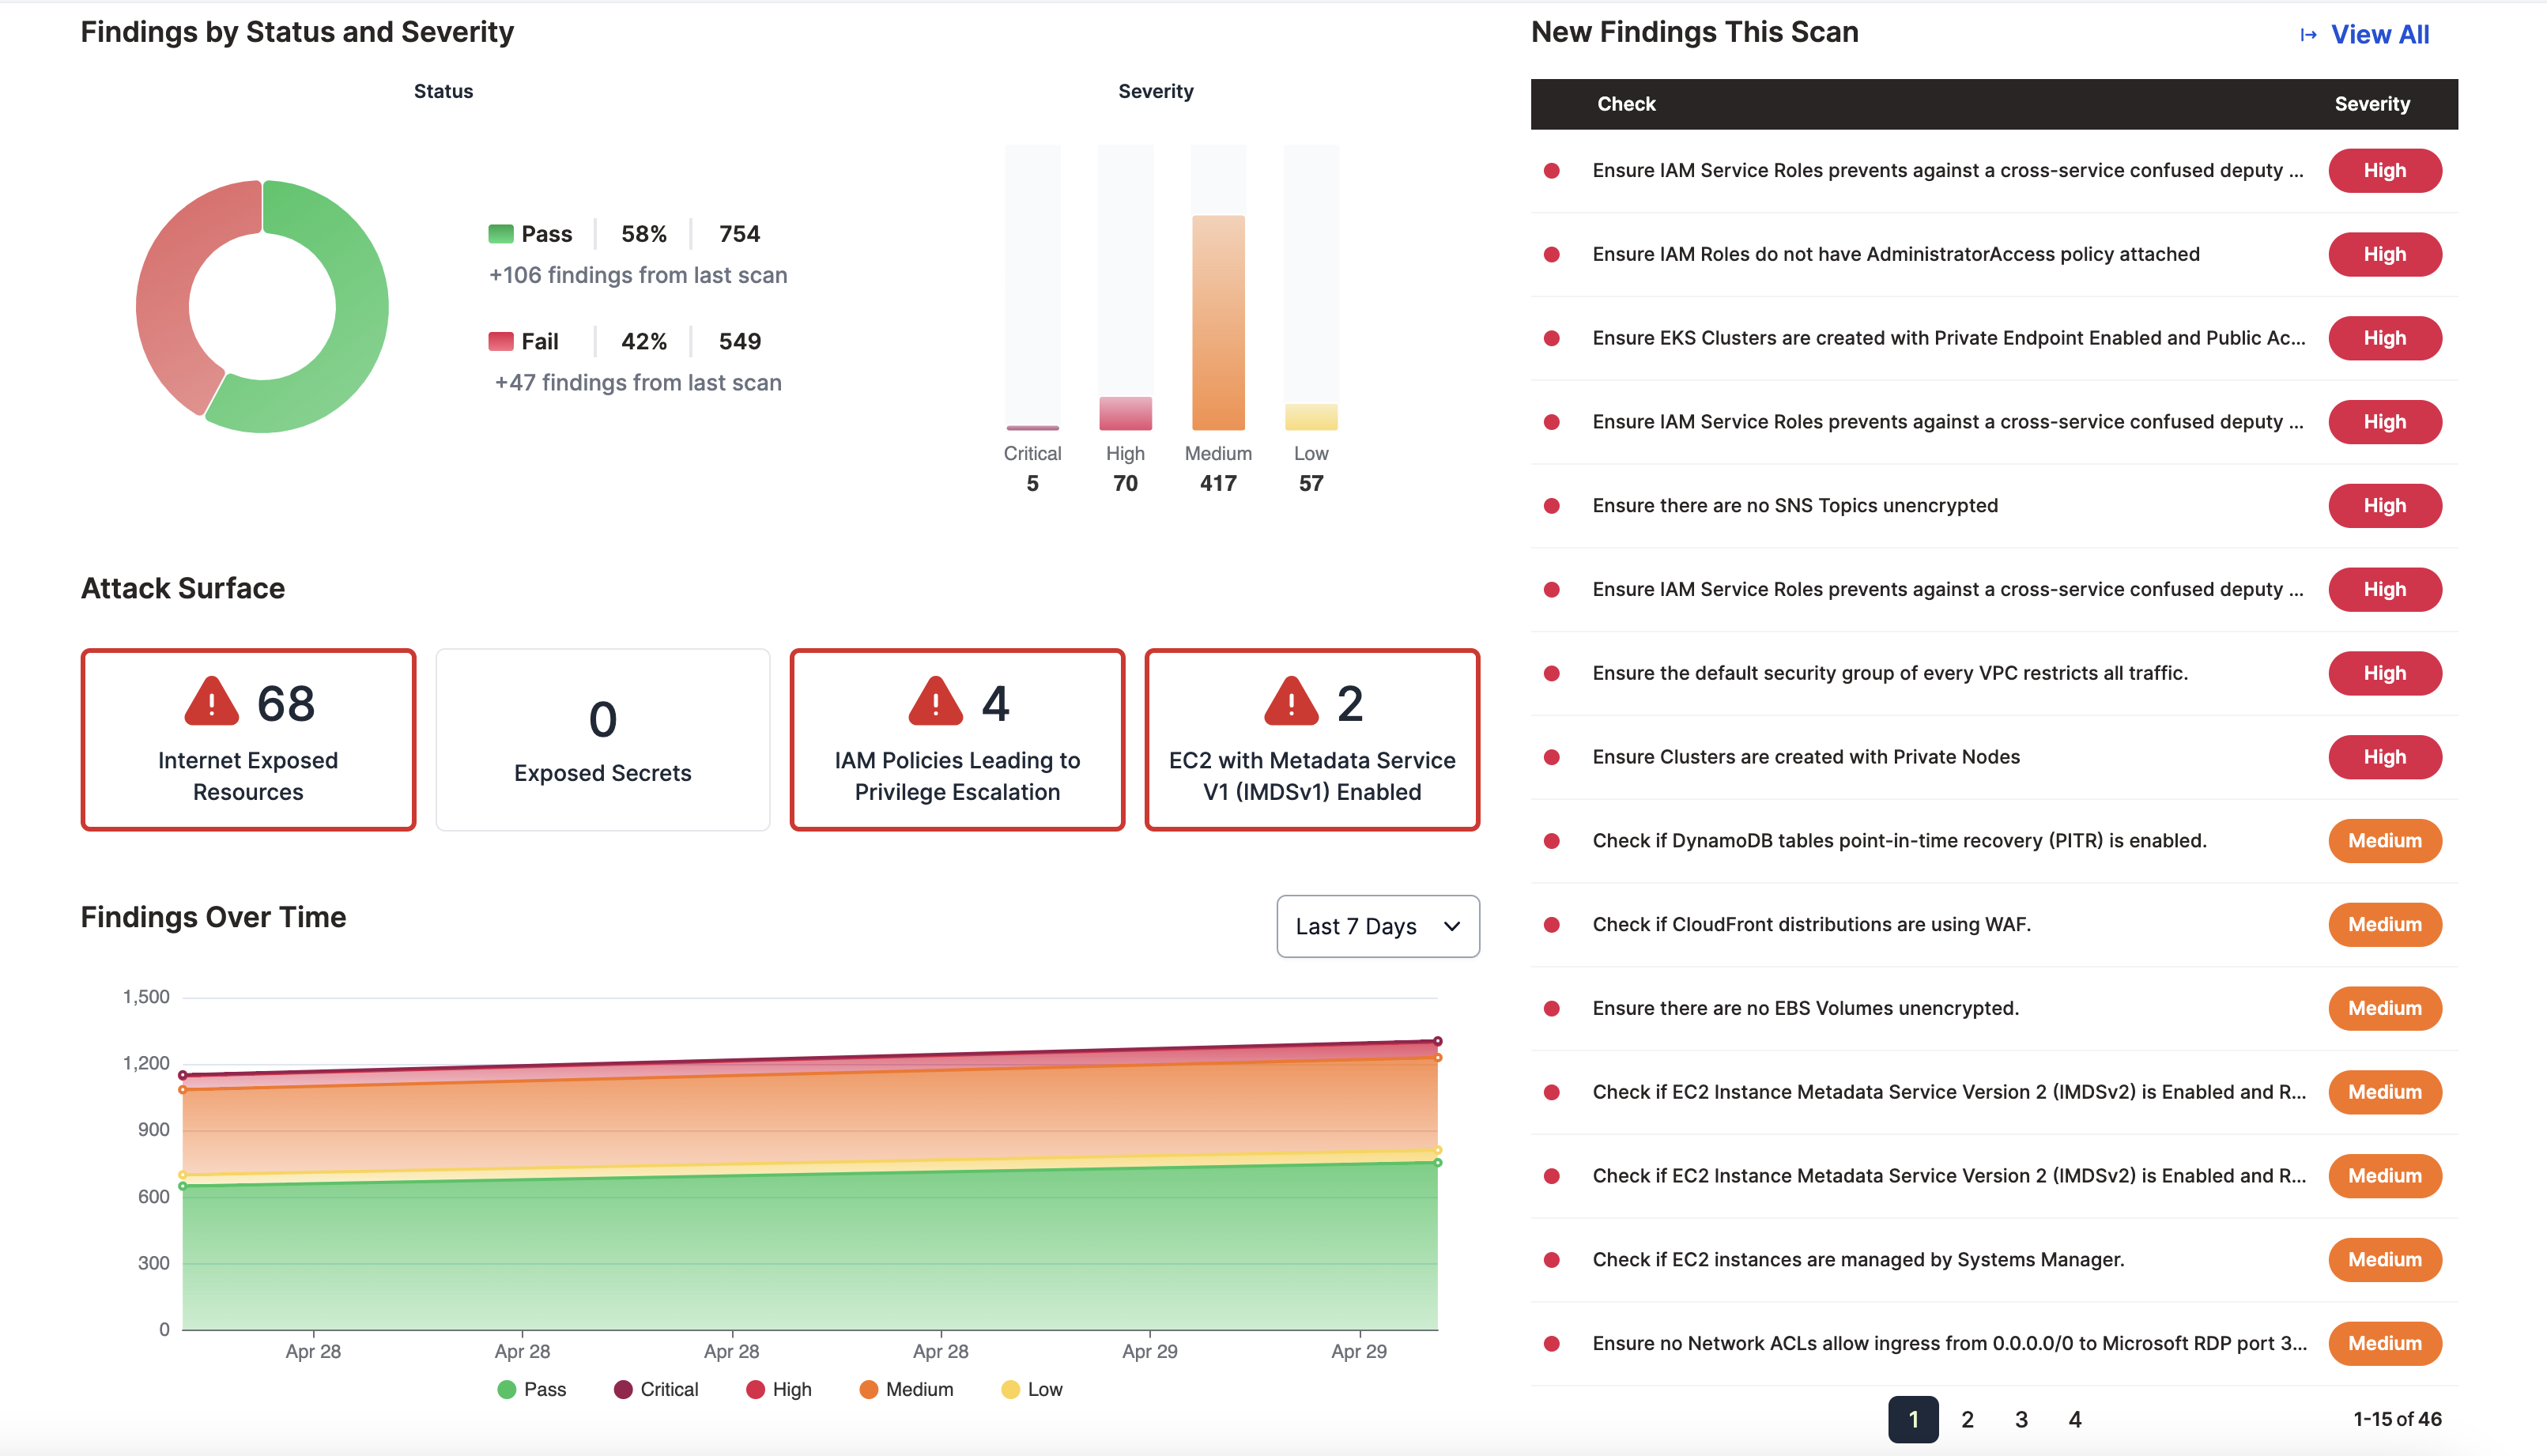 Findings by Status and Severity
Status
Pass 58% 754
+106 findings from last scan
Fail 42% 549
+47 findings from last scan
Severity
Critical High Medium Low
5 70 417 57
Attack Surface
68
Internet Exposed
Resources
0
Exposed Secrets
4
IAM Policies Leading to
Privilege Escalation
2
EC2 with Metadata Service
V1 (IMDSv1) Enabled
Findings Over Time
Last 7 Days
1,500
1,200
900
600
300
0
Apr 28 Apr 28 Apr 28 Apr 28 Apr 29 Apr 29
Pass Critical High Medium Low
New Findings This Scan
View All
Check Severity
Ensure IAM Service Roles prevents against a cross-service confused deputy ... High
Ensure IAM Roles do not have AdministratorAccess policy attached High
Ensure EKS Clusters are created with Private Endpoint Enabled and Public Ac... High
Ensure IAM Service Roles prevents against a cross-service confused deputy ... High
Ensure there are no SNS Topics unencrypted High
Ensure IAM Service Roles prevents against a cross-service confused deputy ... High
Ensure the default security group of every VPC restricts all traffic. High
Ensure Clusters are created with Private Nodes High
Check if DynamoDB tables point-in-time recovery (PITR) is enabled. Medium
Check if CloudFront distributions are using WAF. Medium
Ensure there are no EBS Volumes unencrypted. Medium
Check if EC2 Instance Metadata Service Version 2 (IMDSv2) is Enabled and R... Medium
Check if EC2 Instance Metadata Service Version 2 (IMDSv2) is Enabled and R... Medium
Check if EC2 instances are managed by Systems Manager. Medium
Ensure no Network ACLs allow ingress from 0.0.0.0/0 to Microsoft RDP port 3... Medium
1 2 3 4
1-15 of 46